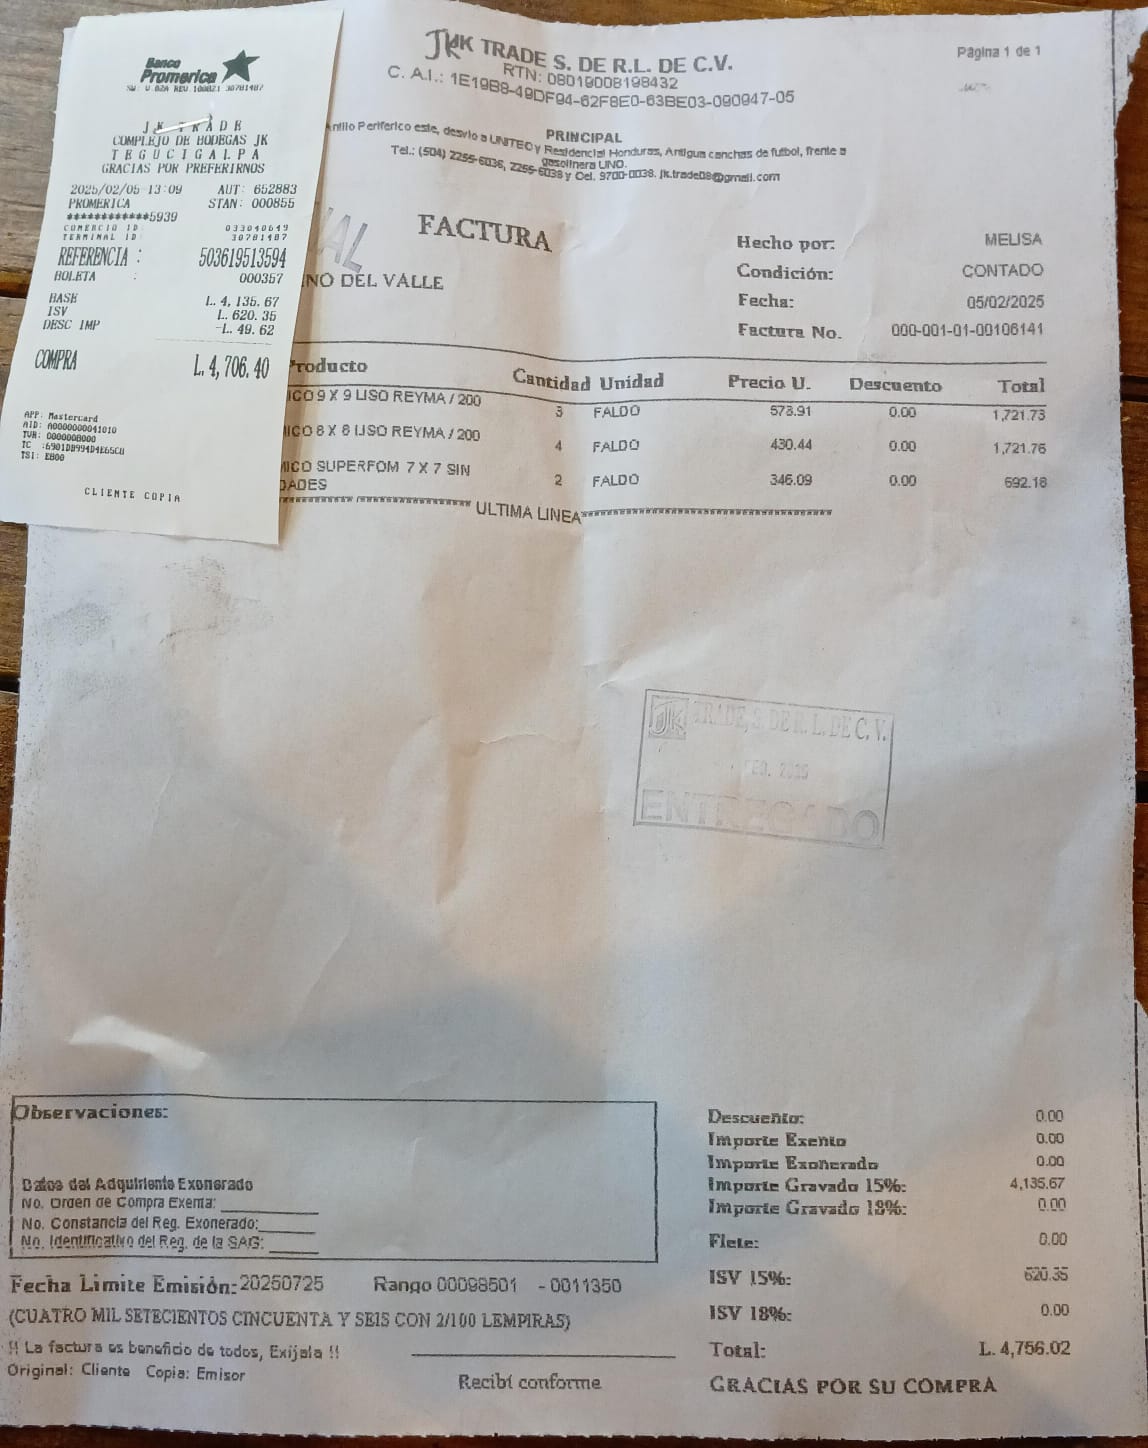 Banco
Promerica
SW: U.02A REV.100821 30781487
JK TRADE
COMPLEJO DE BODEGAS JK
TEGUCIGALPA
GRACIAS POR PREFERIRNOS
2025/02/05 13:09 AUT: 652883
PROMERICA STAN: 000855
************5939
COMERCIO ID: 033040649
TERMINAL ID: 30781487
REFERENCIA : 503619513594
BOLETA : 000357
BASE L. 4,135.67
ISV L. 620.35
DESC IMP -L. 49.62
COMPRA L. 4,706.40
APP: Mastercard
AID: A0000000041010
TVR: 0000008000
TC :6901DB994D4E65C8
TSI: E800
CLIENTE COPIA
JK TRADE S. DE R.L. DE C.V.
RTN: 08019008198432
C. A.I.: 1E19B8-49DF94-62F8E0-63BE03-090947-05
Página 1 de 1
PRINCIPAL
Anillo Periferico este, desvio a UNITEC y Residencial Honduras, Antigua canchas de futbol, frente a
gasolinera UNO.
Tel.: (504) 2255-6036, 2255-6038 y Cel. 9700-0038. jk.trade08@gmail.com
FACTURA
NO DEL VALLE
Hecho por: MELISA
Condición: CONTADO
Fecha: 05/02/2025
Factura No. 000-001-01-00106141
Producto Cantidad Unidad Precio U. Descuento Total
ICO 9 X 9 LISO REYMA / 200 3 FALDO 573.91 0.00 1,721.73
ICO 8 X 8 LISO REYMA / 200 4 FALDO 430.44 0.00 1,721.76
MICO SUPERFOM 7 X 7 SIN 2 FALDO 346.09 0.00 692.18
DADES
ULTIMA LINEA
JK TRADE, S. DE R. L. DE C. V.
FEB. 2025
ENTREGADO
Observaciones:
Datos del Adquiriente Exonerado
No. Orden de Compra Exenta:
No. Constancia del Reg. Exonerado:
No. Identificativo del Reg. de la SAG:
Descuento: 0.00
Importe Exento 0.00
Importe Exonerado 0.00
Importe Gravado 15%: 4,135.67
Importe Gravado 18%: 0.00
Flete: 0.00
ISV 15%: 620.35
ISV 18%: 0.00
Total: L. 4,756.02
GRACIAS POR SU COMPRA
Fecha Limite Emisión: 20250725 Rango 00098501 - 0011350
(CUATRO MIL SETECIENTOS CINCUENTA Y SEIS CON 2/100 LEMPIRAS)
!! La factura es beneficio de todos, Exíjala !!
Original: Cliente Copia: Emisor
Recibí conforme